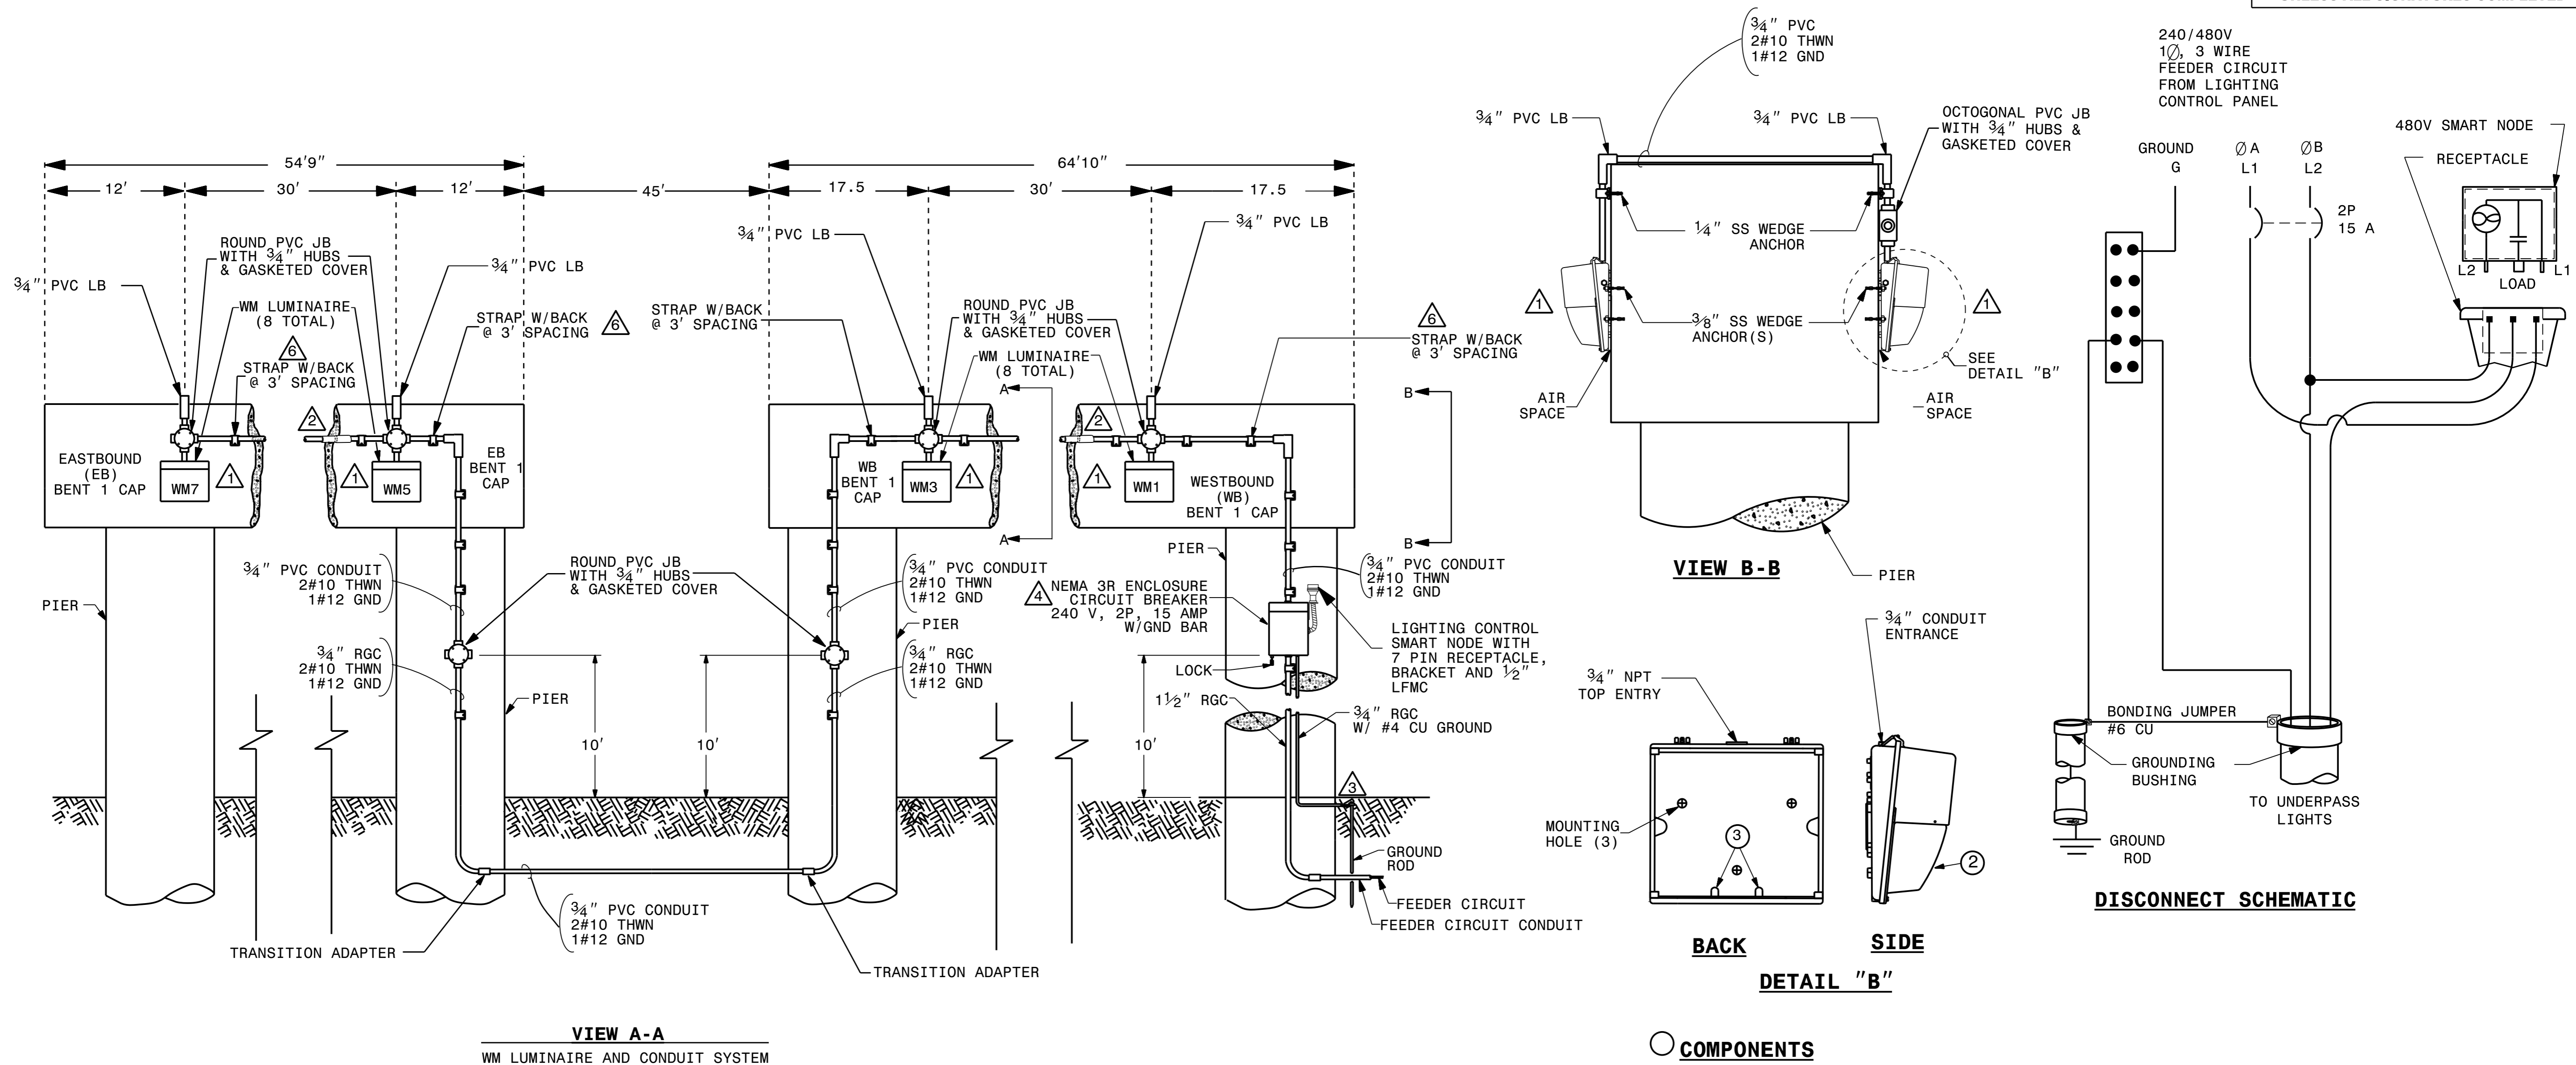 54'9"
64'10"
12'
30'
12'
45'
17.5
30'
17.5
3/4" PVC LB
ROUND PVC JB
WITH 3/4" HUBS
& GASKETED COVER
3/4" PVC LB
WM LUMINAIRE
(8 TOTAL)
6
STRAP W/BACK
@ 3' SPACING
STRAP W/BACK
@ 3' SPACING
6
2
EASTBOUND
(EB)
BENT 1 CAP
WM7
1
1
WM5
EB
BENT 1
CAP
3/4" PVC LB
3/4" PVC LB
STRAP W/BACK
@ 3' SPACING
ROUND PVC JB
WITH 3/4" HUBS
& GASKETED COVER
WM LUMINAIRE
(8 TOTAL)
6
STRAP W/BACK
@ 3' SPACING
A
A
B
B
WB
BENT 1
CAP
WM3
1
2
1
WM1
WESTBOUND
(WB)
BENT 1 CAP
PIER
3/4" PVC CONDUIT
2#10 THWN
1#12 GND
3/4" RGC
2#10 THWN
1#12 GND
PIER
ROUND PVC JB
WITH 3/4" HUBS
& GASKETED COVER
10'
10'
3/4" PVC CONDUIT
2#10 THWN
1#12 GND
PIER
3/4" RGC
2#10 THWN
1#12 GND
PIER
4
NEMA 3R ENCLOSURE
CIRCUIT BREAKER
240 V, 2P, 15 AMP
W/GND BAR
3/4" PVC CONDUIT
2#10 THWN
1#12 GND
LOCK
LIGHTING CONTROL
SMART NODE WITH
7 PIN RECEPTACLE,
BRACKET AND 1/2"
LFMC
1 1/2" RGC
3/4" RGC
W/ #4 CU GROUND
10'
3
GROUND
ROD
FEEDER CIRCUIT
FEEDER CIRCUIT CONDUIT
3/4" PVC CONDUIT
2#10 THWN
1#12 GND
TRANSITION ADAPTER
TRANSITION ADAPTER
VIEW A-A
WM LUMINAIRE AND CONDUIT SYSTEM
3/4" PVC
2#10 THWN
1#12 GND
3/4" PVC LB
3/4" PVC LB
OCTOGONAL PVC JB
WITH 3/4" HUBS &
GASKETED COVER
1/4" SS WEDGE
ANCHOR
1
3/8" SS WEDGE
ANCHOR(S)
1
SEE
DETAIL "B"
AIR
SPACE
AIR
SPACE
VIEW B-B
PIER
3/4" CONDUIT
ENTRANCE
3/4" NPT
TOP ENTRY
MOUNTING
HOLE (3)
3
2
BACK
SIDE
DETAIL "B"
COMPONENTS
240/480V
1Ø, 3 WIRE
FEEDER CIRCUIT
FROM LIGHTING
CONTROL PANEL
GROUND
G
Ø A
L1
ØB
L2
2P
15 A
480V SMART NODE
RECEPTACLE
L2
LOAD
L1
BONDING JUMPER
#6 CU
GROUNDING
BUSHING
TO UNDERPASS
LIGHTS
GROUND
ROD
DISCONNECT SCHEMATIC